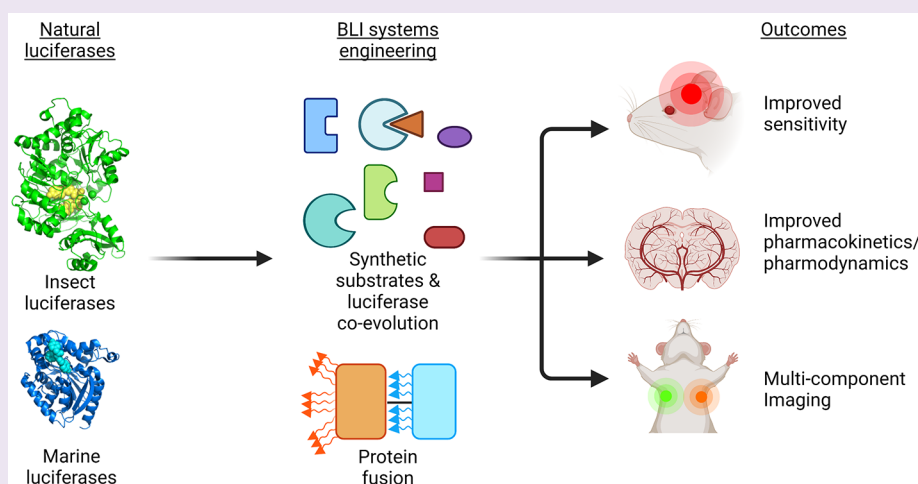 Natural
luciferases
Insect
luciferases
Marine
luciferases
BLI systems
engineering
Synthetic
substrates &
luciferase
co-evolution
Protein
fusion
Outcomes
Improved
sensitivity
Improved
pharmacokinetics/
pharmodynamics
Multi-component
Imaging